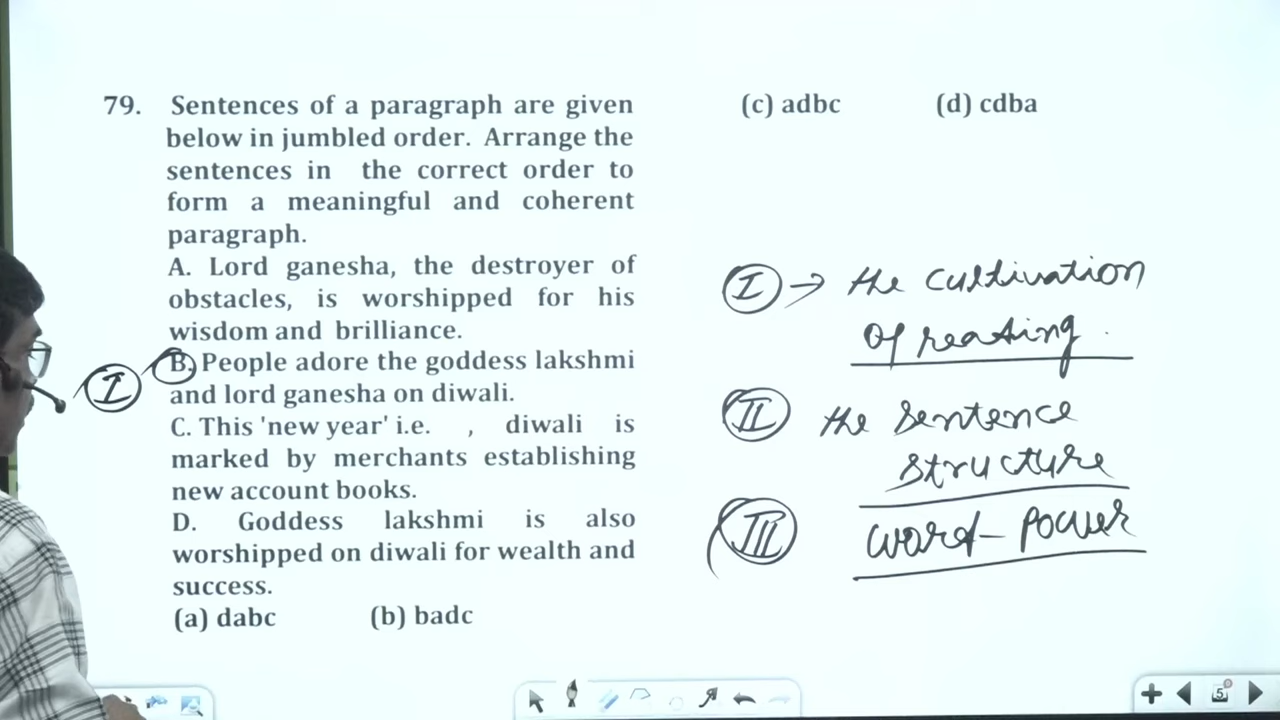 79. Sentences of a paragraph are given
below in jumbled order. Arrange the
sentences in the correct order to
form a meaningful and coherent
paragraph.
A. Lord ganesha, the destroyer of
obstacles, is worshipped for his
wisdom and brilliance.
B. People adore the goddess lakshmi
and lord ganesha on diwali.
C. This 'new year' i.e. , diwali is
marked by merchants establishing
new account books.
D. Goddess lakshmi is also
worshipped on diwali for wealth and
success.
(a) dabc (b) badc
(c) adbc (d) cdba
I
I → the cultivation
of reading.
II the sentence
structure
III word-power
5